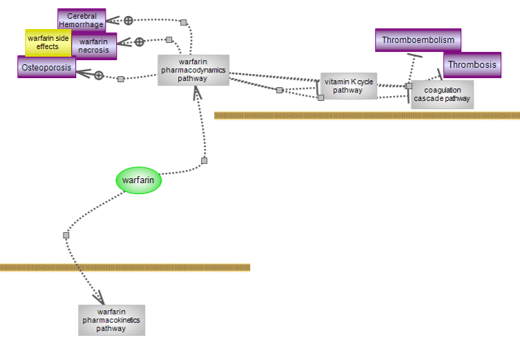 Cerebral
Hemorrhage
warfarin side
effects
warfarin
necrosis
Osteoporosis
warfarin
pharmacodynamics
pathway
Thromboembolism
Thrombosis
vitamin K cycle
pathway
coagulation
cascade pathway
warfarin
warfarin
pharmacokinetics
pathway